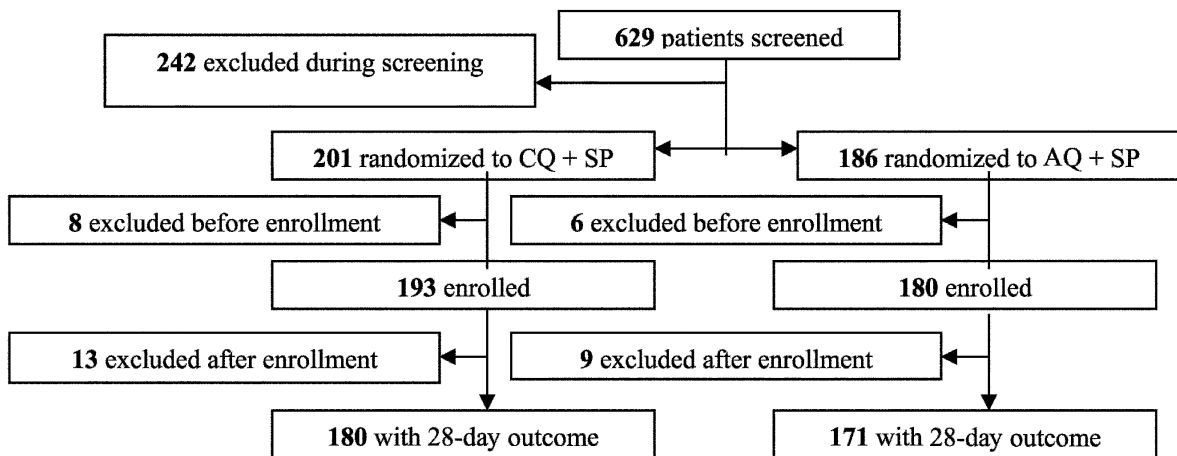 629 patients screened
242 excluded during screening
201 randomized to CQ + SP
186 randomized to AQ + SP
8 excluded before enrollment
6 excluded before enrollment
193 enrolled
180 enrolled
13 excluded after enrollment
9 excluded after enrollment
180 with 28-day outcome
171 with 28-day outcome